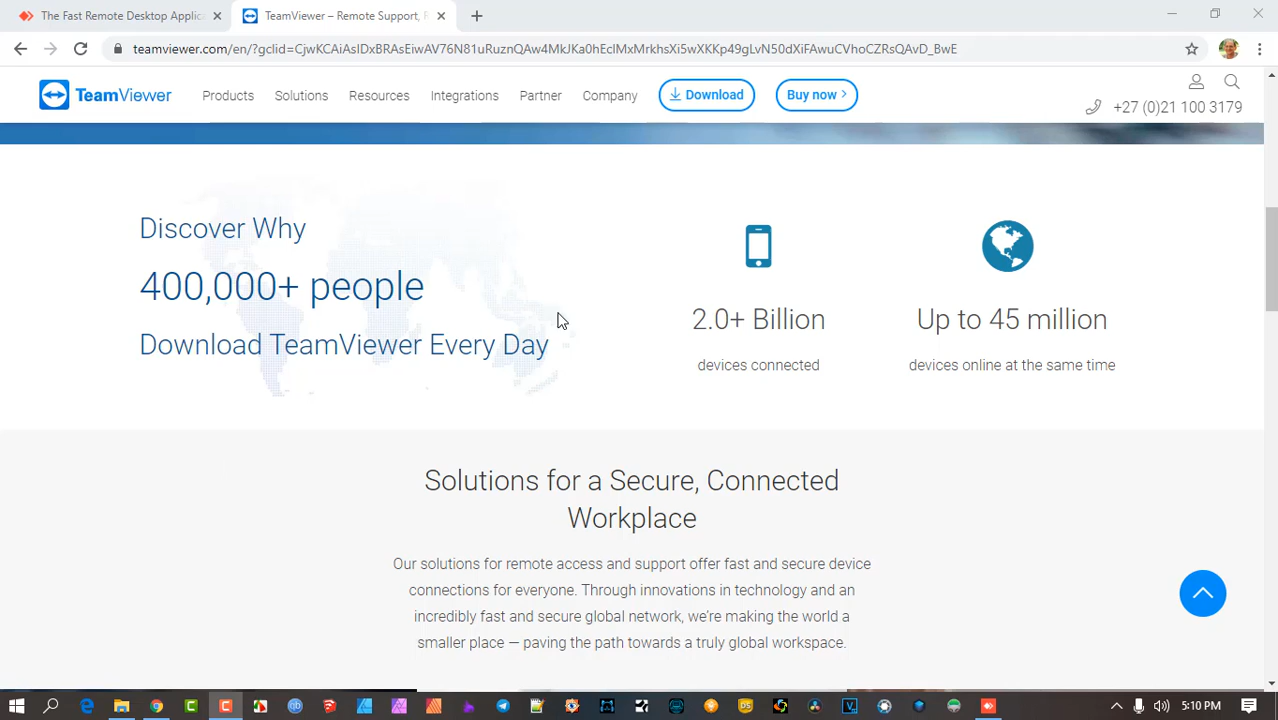 The Fast Remote Desktop Applic
TeamViewer – Remote Support, R
teamviewer.com/en/?gclid=CjwKCAiAsIDxBRAsEiwAV76N81uRuznQAw4MkJKa0hEclMxMrkhsXi5wXKKp49gLvN50dXiFAwuCVhoCZRsQAvD_BwE
TeamViewer
Products
Solutions
Resources
Integrations
Partner
Company
Download
Buy now
+27 (0)21 100 3179
Discover Why
400,000+ people
Download TeamViewer Every Day
2.0+ Billion
devices connected
Up to 45 million
devices online at the same time
Solutions for a Secure, Connected
Workplace
Our solutions for remote access and support offer fast and secure device
connections for everyone. Through innovations in technology and an
incredibly fast and secure global network, we’re making the world a
smaller place — paving the path towards a truly global workspace.
5:10 PM